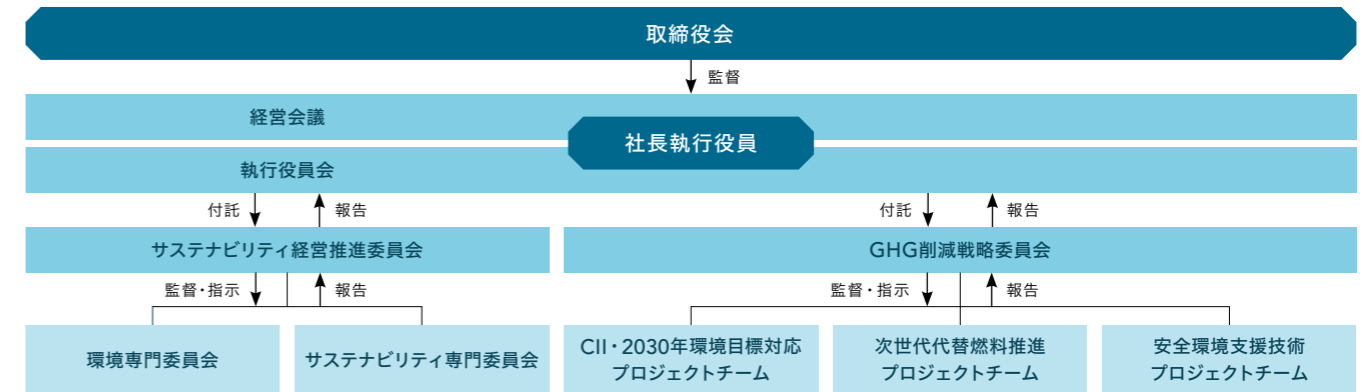 取締役会
監督
経営会議
社長執行役員
執行役員会
付託 報告 付託 報告
サステナビリティ経営推進委員会 GHG削減戦略委員会
監督・指示 報告 監督・指示 報告
環境専門委員会
サステナビリティ専門委員会
CII・2030年環境目標対応
プロジェクトチーム
次世代代替燃料推進
プロジェクトチーム
安全環境支援技術
プロジェクトチーム